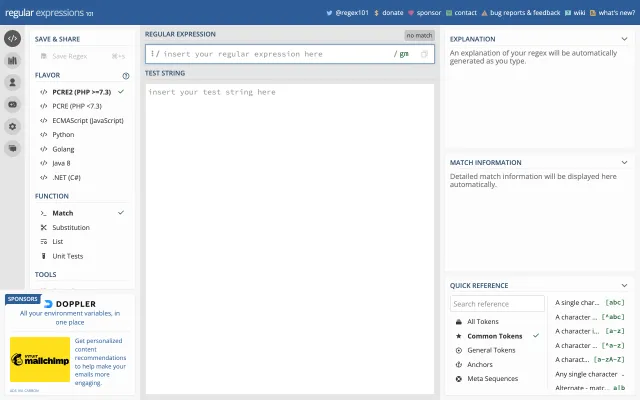 regular expressions 101
@regex101
donate
sponsor
contact
bug reports & feedback
wiki
what's new?
SAVE & SHARE
Save Regex
⌘+s
FLAVOR
PCRE2 (PHP >=7.3)
PCRE (PHP <7.3)
ECMAScript (JavaScript)
Python
Golang
Java 8
.NET (C#)
FUNCTION
Match
Substitution
List
Unit Tests
TOOLS
SPONSORS
DOPPLER
All your environment variables, in
one place
INTUIT
mailchimp
Get personalized
content
recommendations
to help make your
emails more
engaging.
ADS VIA CARBON
REGULAR EXPRESSION
no match
/ insert your regular expression here
/ gm
TEST STRING
insert your test string here
EXPLANATION
An explanation of your regex will be automatically
generated as you type.
MATCH INFORMATION
Detailed match information will be displayed here
automatically.
QUICK REFERENCE
Search reference
All Tokens
Common Tokens
General Tokens
Anchors
Meta Sequences
A single char... [abc]
A character ... [^abc]
A character i... [a-z]
A character ... [^a-z]
A charact... [a-zA-Z]
Any single character .
Alternate - matc... a|b